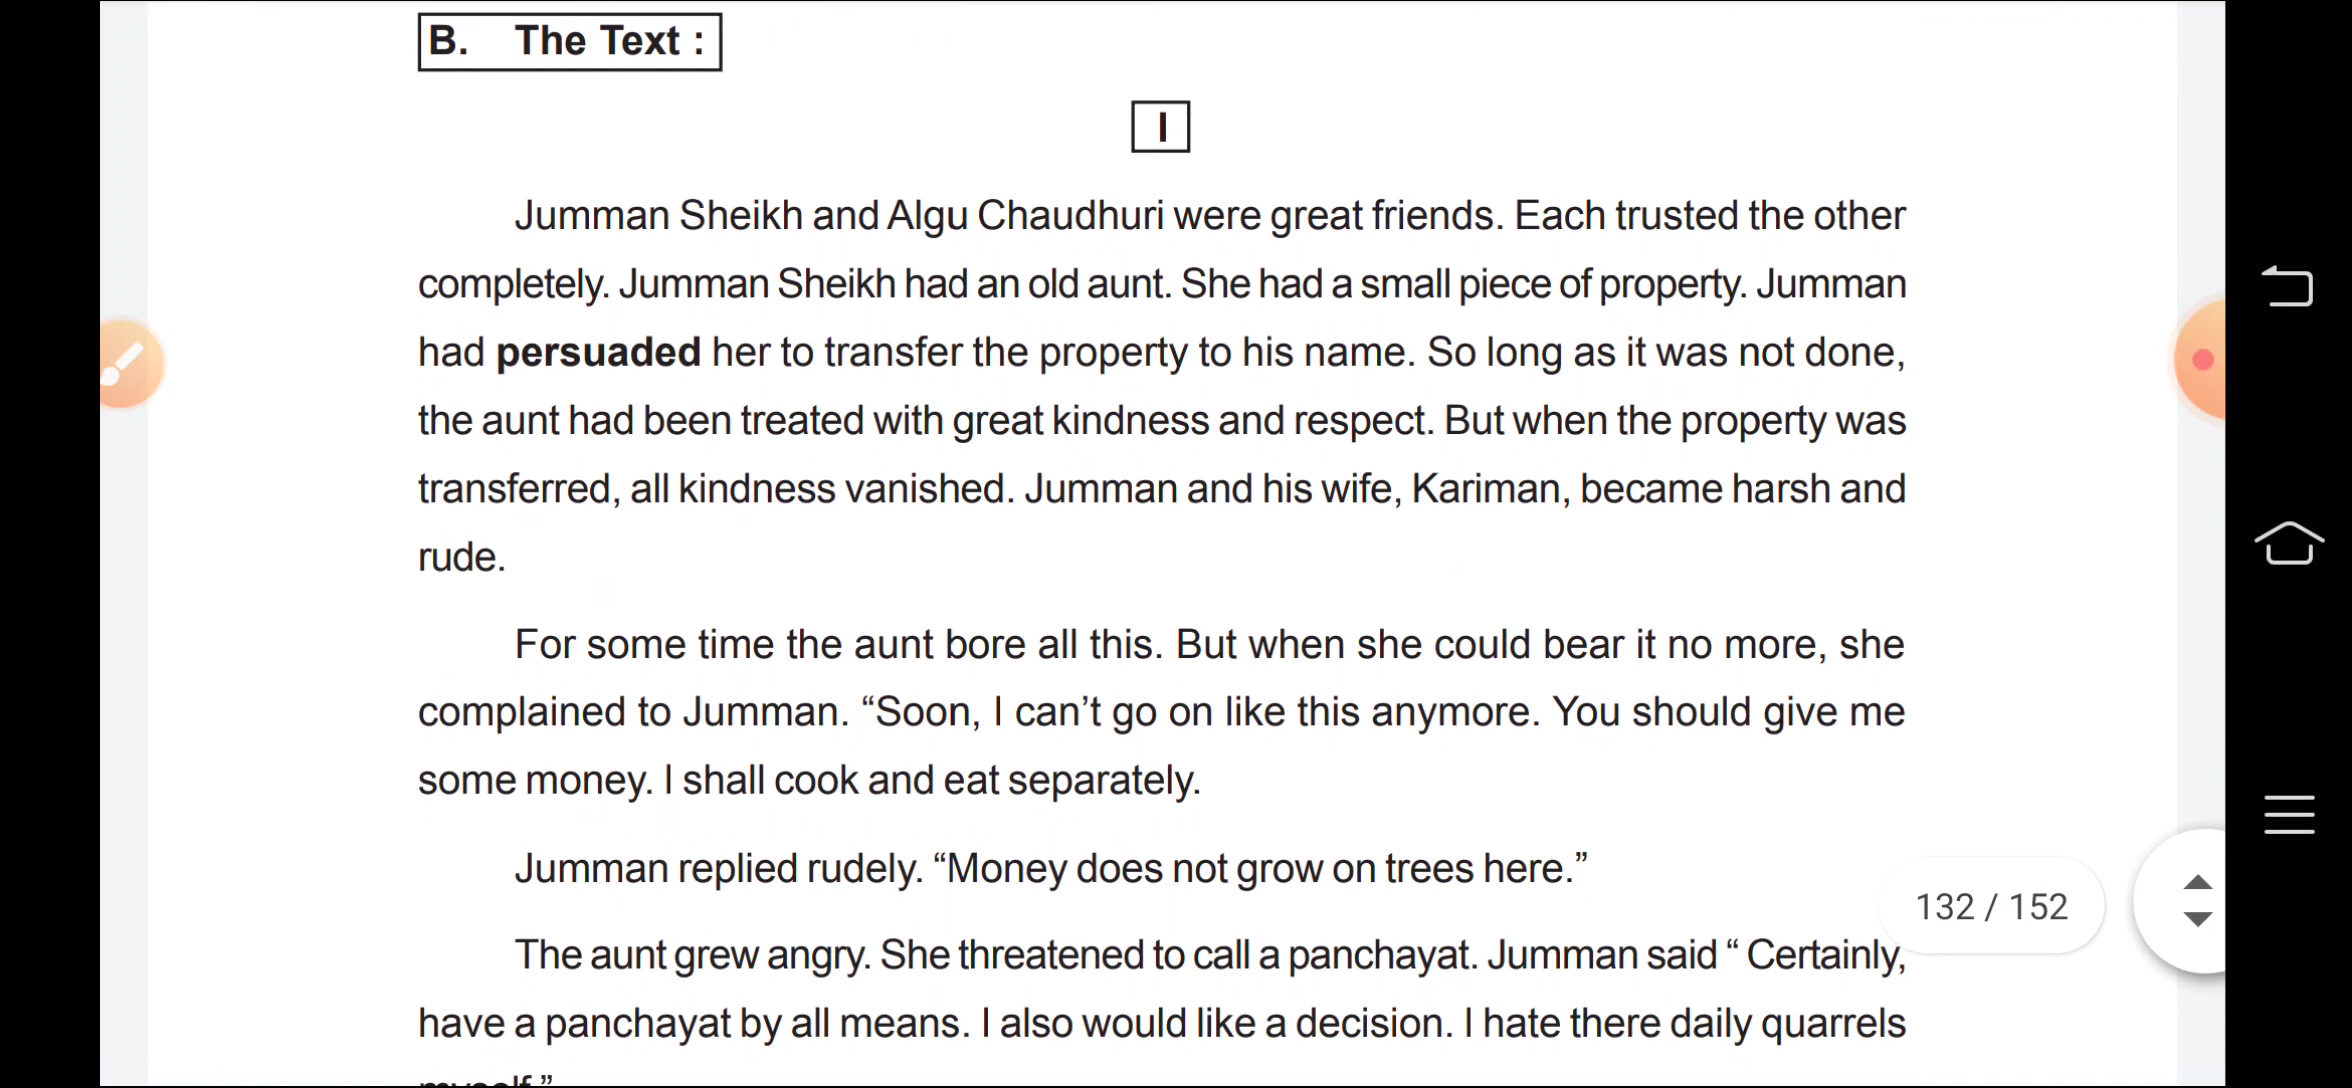 B. The Text :
I
Jumman Sheikh and Algu Chaudhuri were great friends. Each trusted the other
completely. Jumman Sheikh had an old aunt. She had a small piece of property. Jumman
had persuaded her to transfer the property to his name. So long as it was not done,
the aunt had been treated with great kindness and respect. But when the property was
transferred, all kindness vanished. Jumman and his wife, Kariman, became harsh and
rude.
For some time the aunt bore all this. But when she could bear it no more, she
complained to Jumman. “Soon, I can’t go on like this anymore. You should give me
some money. I shall cook and eat separately.
Jumman replied rudely. “Money does not grow on trees here.”
132 / 152
The aunt grew angry. She threatened to call a panchayat. Jumman said “ Certainly,
have a panchayat by all means. I also would like a decision. I hate there daily quarrels